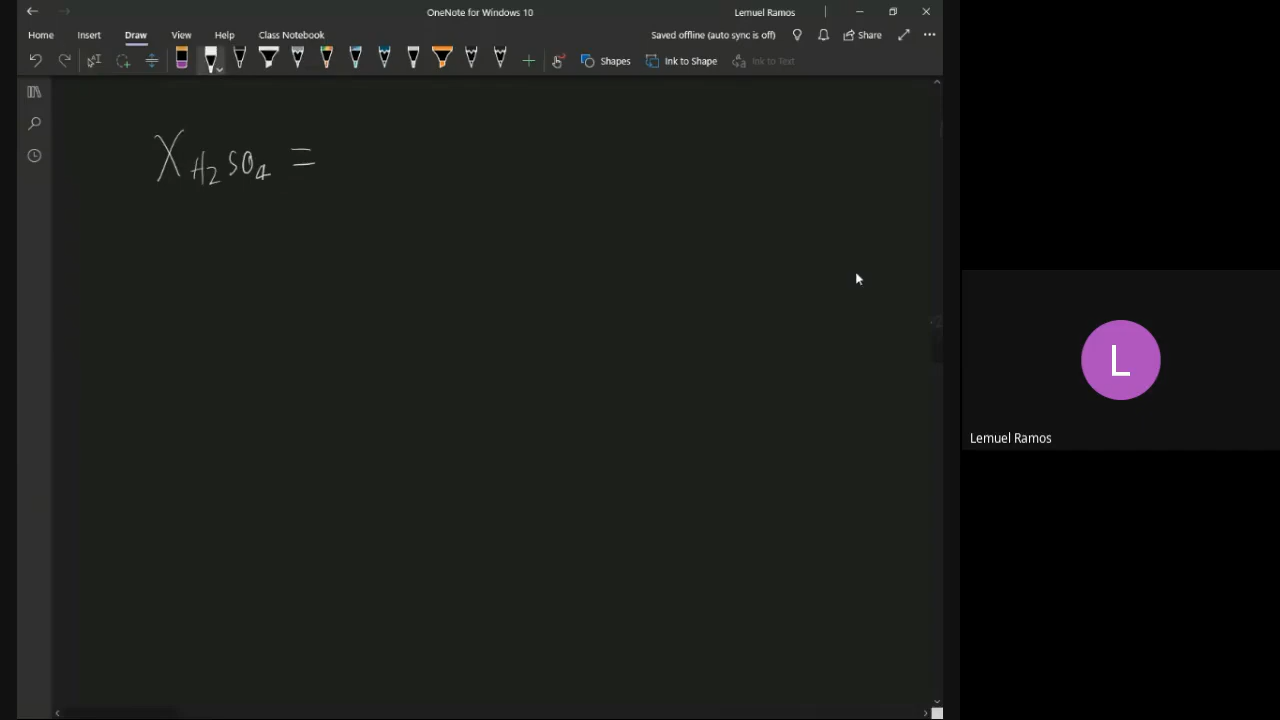 OneNote for Windows 10
Lemuel Ramos
Home Insert Draw View Help Class Notebook
Saved offline (auto sync is off)
Share
Shapes
Ink to Shape
Ink to Text
X H₂SO₄ =
L
Lemuel Ramos